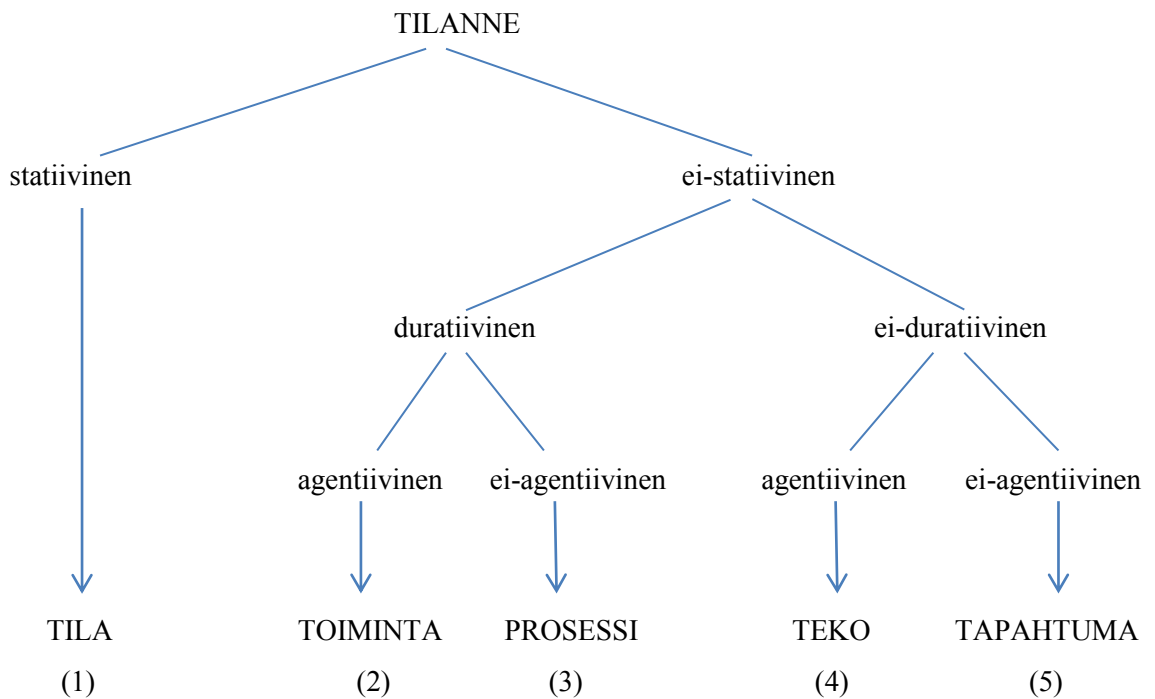 TILANNE
statiivinen ei-statiivinen
duratiivinen ei-duratiivinen
agentiivinen ei-agentiivinen agentiivinen ei-agentiivinen
TILA TOIMINTA PROSESSI TEKO TAPAHTUMA
(1) (2) (3) (4) (5)